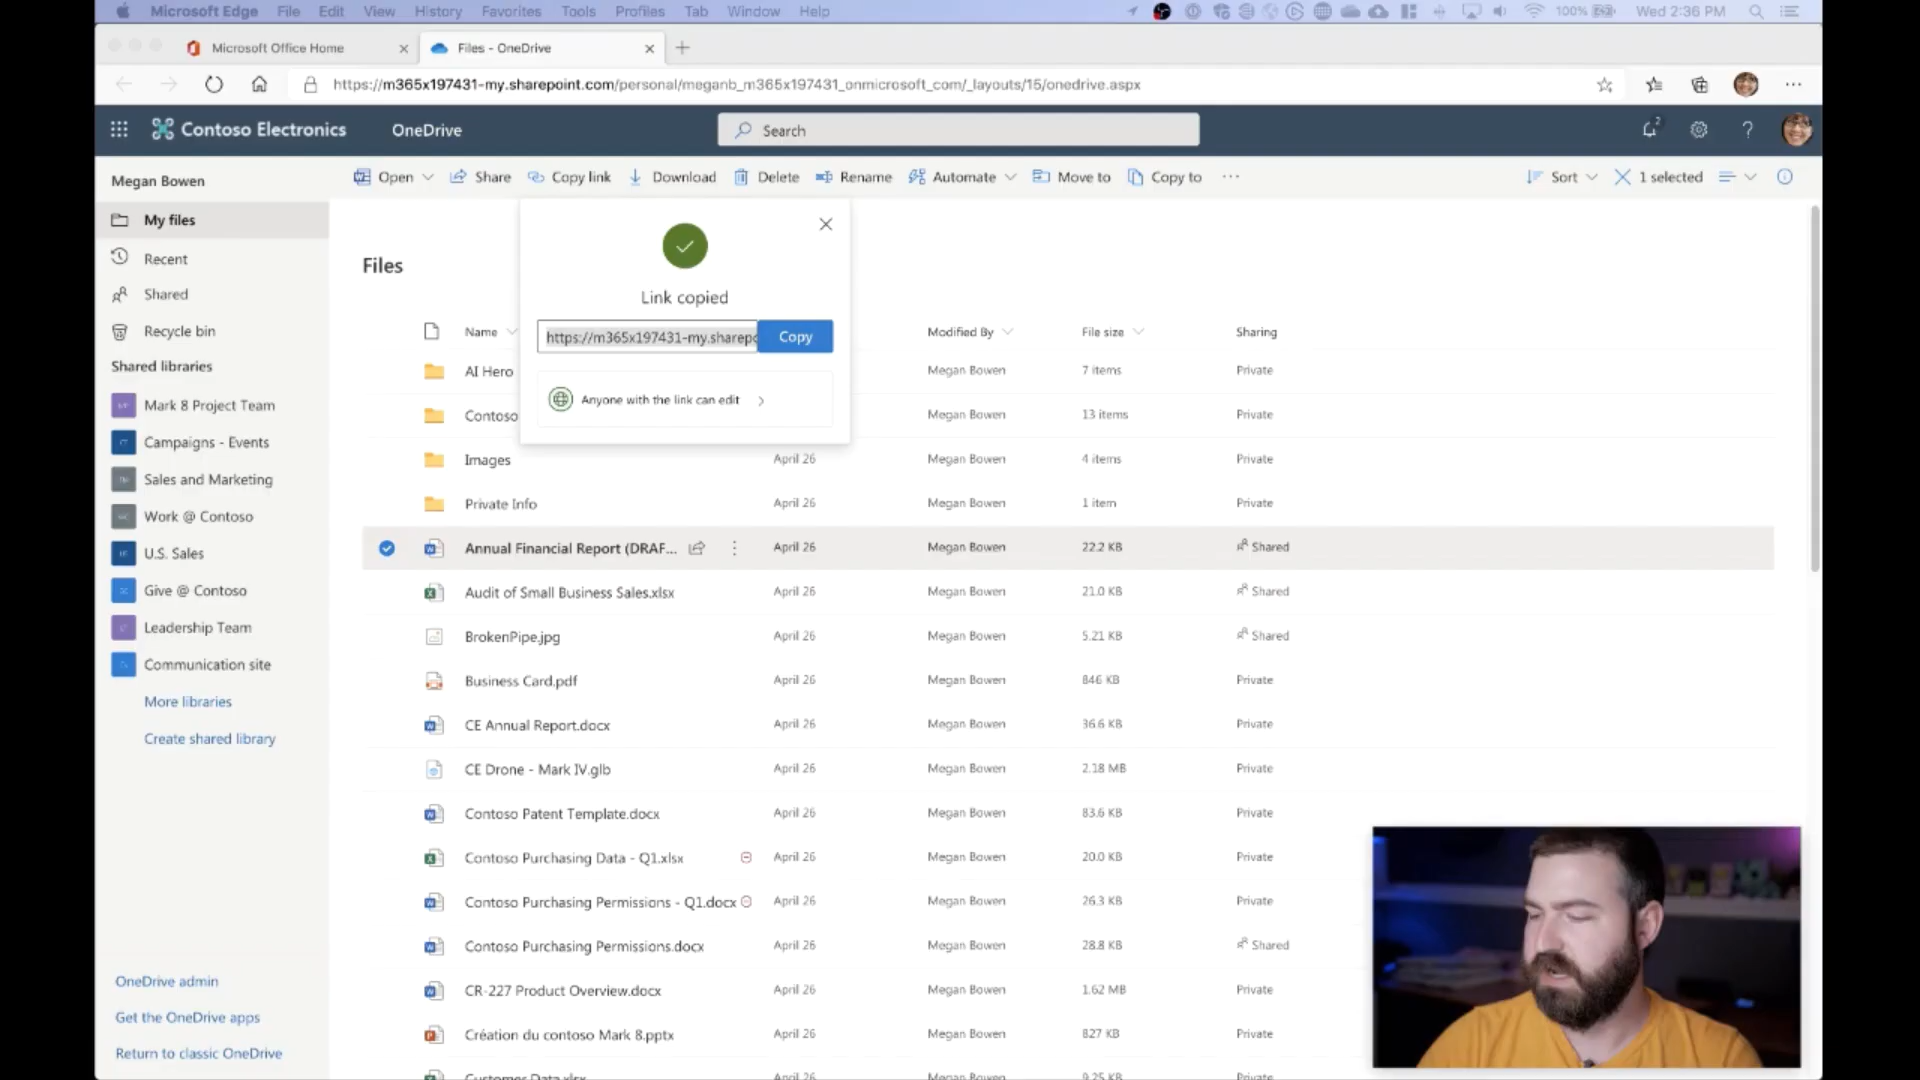 Microsoft Edge File Edit View History Favorites Tools Profiles Tab Window Help 100% Wed 2:36 PM
Microsoft Office Home Files - OneDrive
https://m365x197431-my.sharepoint.com/personal/meganb_m365x197431_onmicrosoft_com/_layouts/15/onedrive.aspx
Contoso Electronics OneDrive Search 2 ?
Megan Bowen Open Share Copy link Download Delete Rename Automate Move to Copy to Sort 1 selected
My files
Recent
Shared
Recycle bin
Shared libraries
Mark 8 Project Team
Campaigns - Events
Sales and Marketing
Work @ Contoso
U.S. Sales
Give @ Contoso
Leadership Team
Communication site
More libraries
Create shared library
OneDrive admin
Get the OneDrive apps
Return to classic OneDrive
Files
Link copied
https://m365x197431-my.sharepo Copy
Anyone with the link can edit
Name Modified By File size Sharing
AI Hero Megan Bowen 7 items Private
Contoso Megan Bowen 13 items Private
Images April 26 Megan Bowen 4 items Private
Private Info April 26 Megan Bowen 1 item Private
Annual Financial Report (DRAF... April 26 Megan Bowen 22.2 KB Shared
Audit of Small Business Sales.xlsx April 26 Megan Bowen 21.0 KB Shared
BrokenPipe.jpg April 26 Megan Bowen 5.21 KB Shared
Business Card.pdf April 26 Megan Bowen 846 KB Private
CE Annual Report.docx April 26 Megan Bowen 36.6 KB Private
CE Drone - Mark IV.glb April 26 Megan Bowen 2.18 MB Private
Contoso Patent Template.docx April 26 Megan Bowen 83.6 KB Private
Contoso Purchasing Data - Q1.xlsx April 26 Megan Bowen 20.0 KB Private
Contoso Purchasing Permissions - Q1.docx April 26 Megan Bowen 26.3 KB Private
Contoso Purchasing Permissions.docx April 26 Megan Bowen 28.8 KB Shared
CR-227 Product Overview.docx April 26 Megan Bowen 1.62 MB Private
Création du contoso Mark 8.pptx April 26 Megan Bowen 827 KB Private
Customer Data.xlsx April 26 Megan Bowen 9.25 KB Private